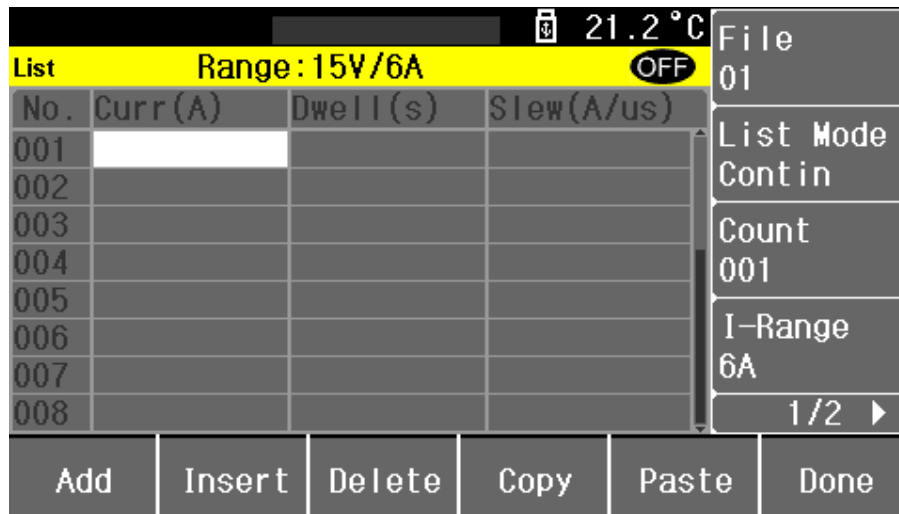 21.2°C
List Range:15V/6A OFF
No. Curr(A) Dwell(s) Slew(A/us)
001
002
003
004
005
006
007
008
File
01
List Mode
Contin
Count
001
I-Range
6A
1/2
Add Insert Delete Copy Paste Done